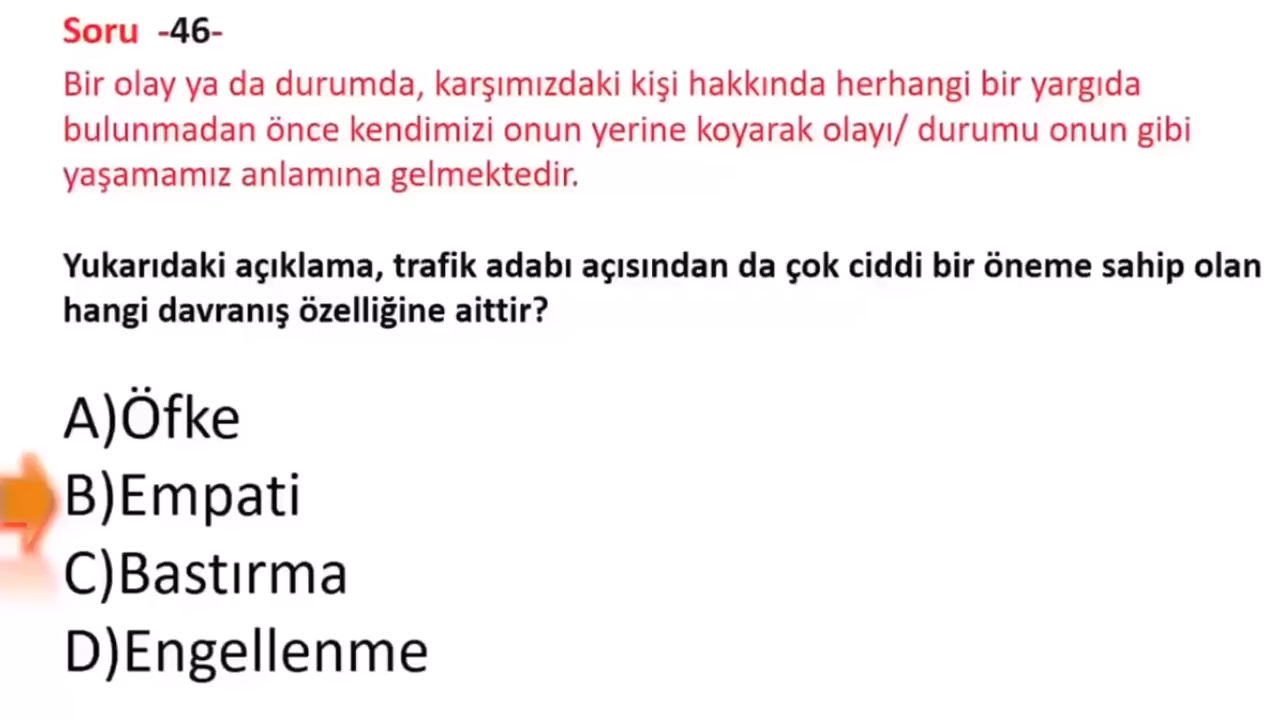 Soru -46-
Bir olay ya da durumda, karşımızdaki kişi hakkında herhangi bir yargıda
bulunmadan önce kendimizi onun yerine koyarak olayı/ durumu onun gibi
yaşamamız anlamına gelmektedir.
Yukarıdaki açıklama, trafik adabı açısından da çok ciddi bir öneme sahip olan
hangi davranış özelliğine aittir?
A)Öfke
B)Empati
C)Bastırma
D)Engellenme